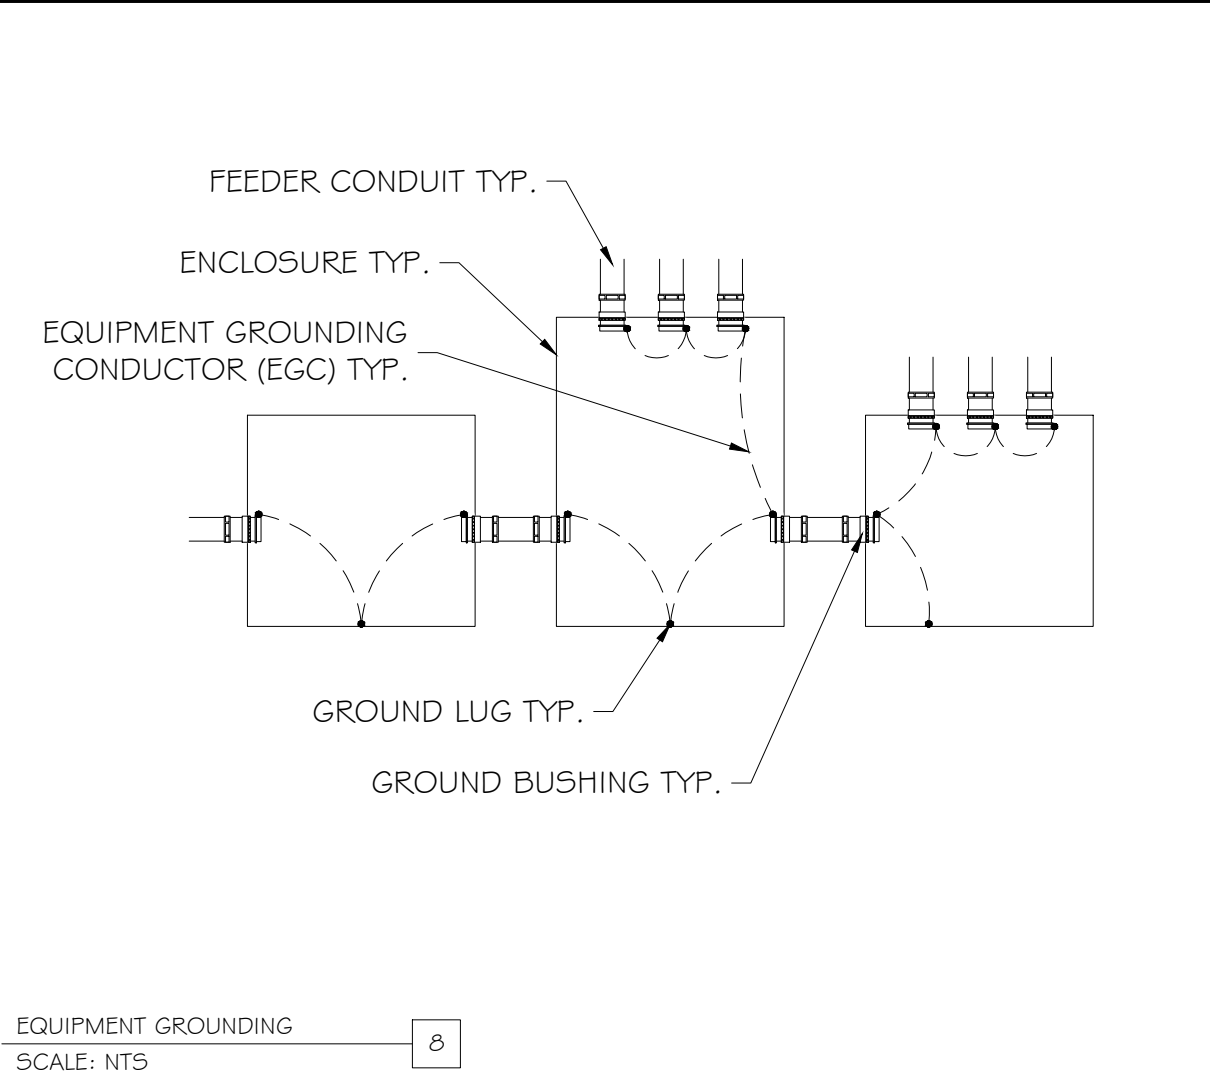 FEEDER CONDUIT TYP.
ENCLOSURE TYP.
EQUIPMENT GROUNDING
CONDUCTOR (EGC) TYP.
GROUND LUG TYP.
GROUND BUSHING TYP.
EQUIPMENT GROUNDING
8
SCALE: NTS